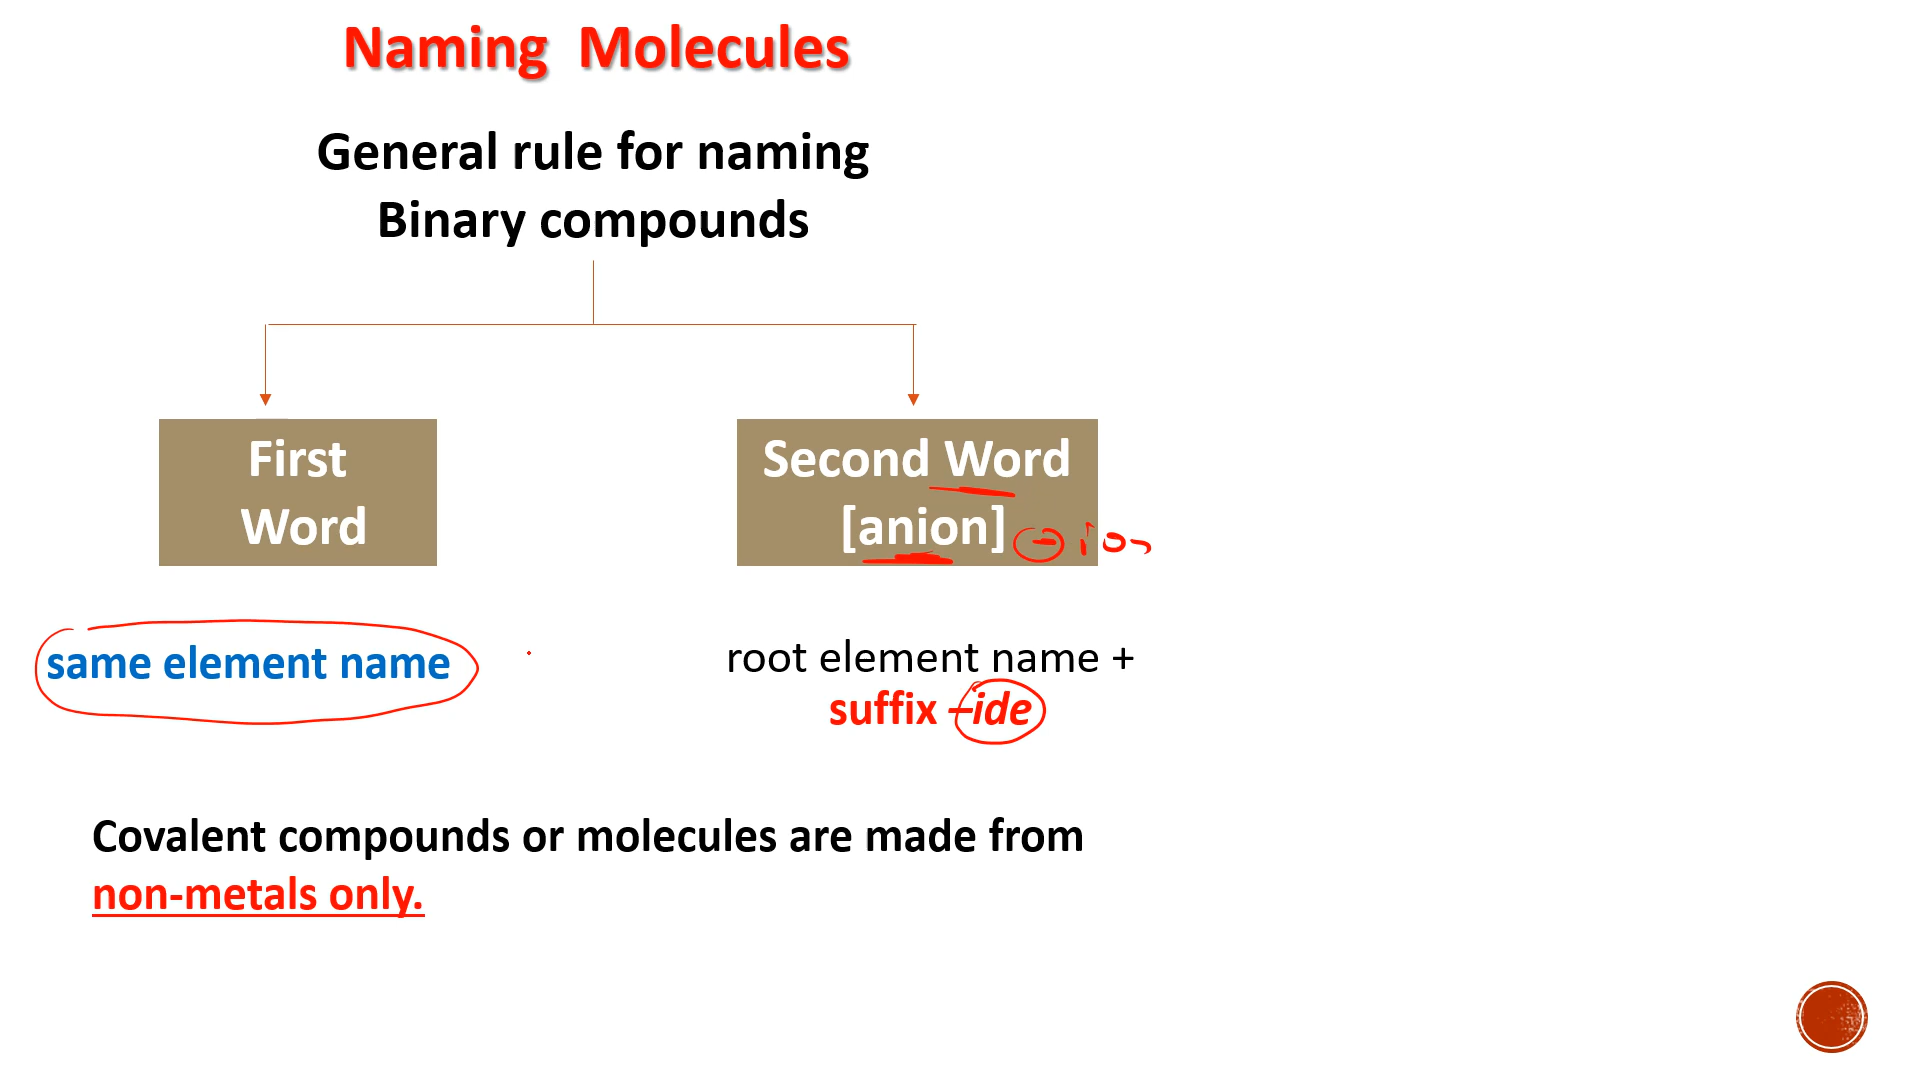 Naming Molecules
General rule for naming
Binary compounds
First
Word
Second Word
[anion] ⊖ ion
same element name
root element name +
suffix –ide
Covalent compounds or molecules are made from
non-metals only.